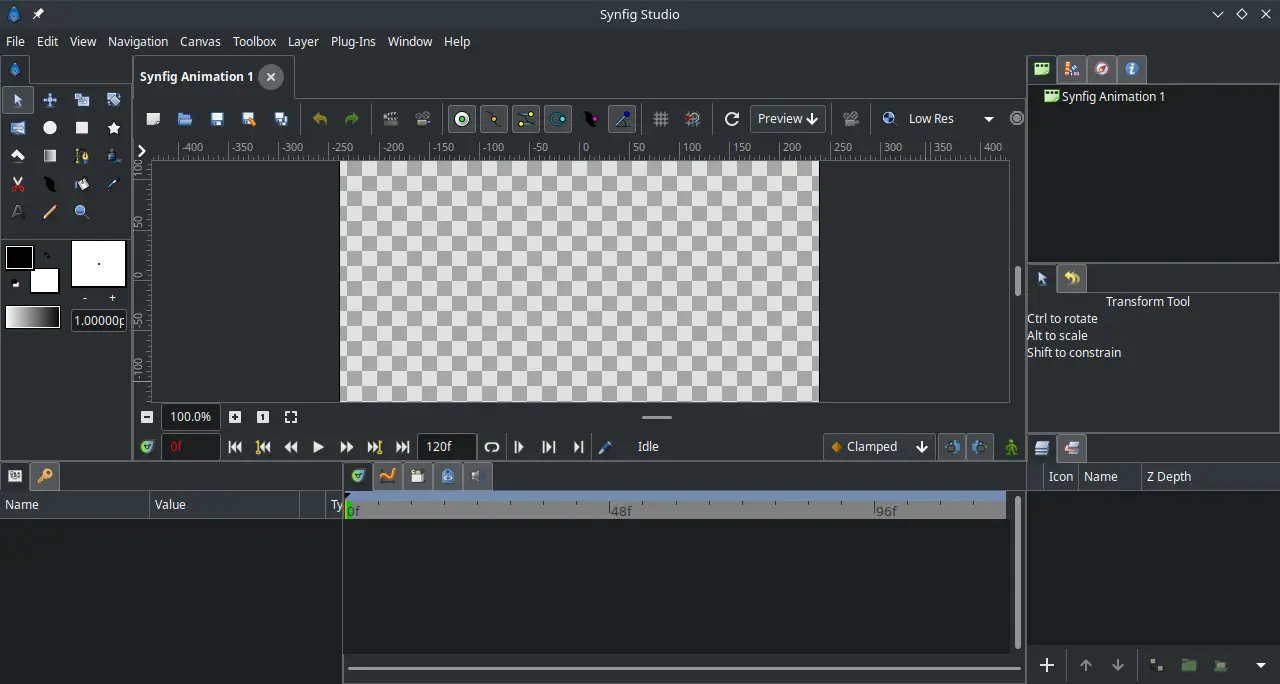 Synfig Studio
File Edit View Navigation Canvas Toolbox Layer Plug-Ins Window Help
Synfig Animation 1
Preview
Low Res
-400 -350 -300 -250 -200 -150 -100 -50 0 50 100 150 200 250 300 350 400
100
50
0
-50
-100
- +
1.00000p
100.0%
0f
120f
Idle
Clamped
Name Value Ty
0f 48f 96f
Synfig Animation 1
Transform Tool
Ctrl to rotate
Alt to scale
Shift to constrain
Icon Name Z Depth